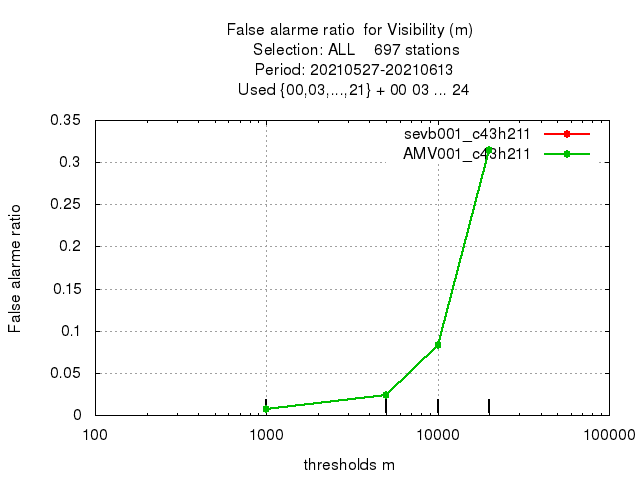 False alarme ratio  for Visibility (m)
Selection: ALL    697 stations
Period: 20210527-20210613
Used {00,03,...,21} + 00 03 ... 24
sevb001_c43h211
AMV001_c43h211
0.35
0.3
0.25
0.2
0.15
0.1
0.05
0
False alarme ratio
100
1000
10000
100000
thresholds m